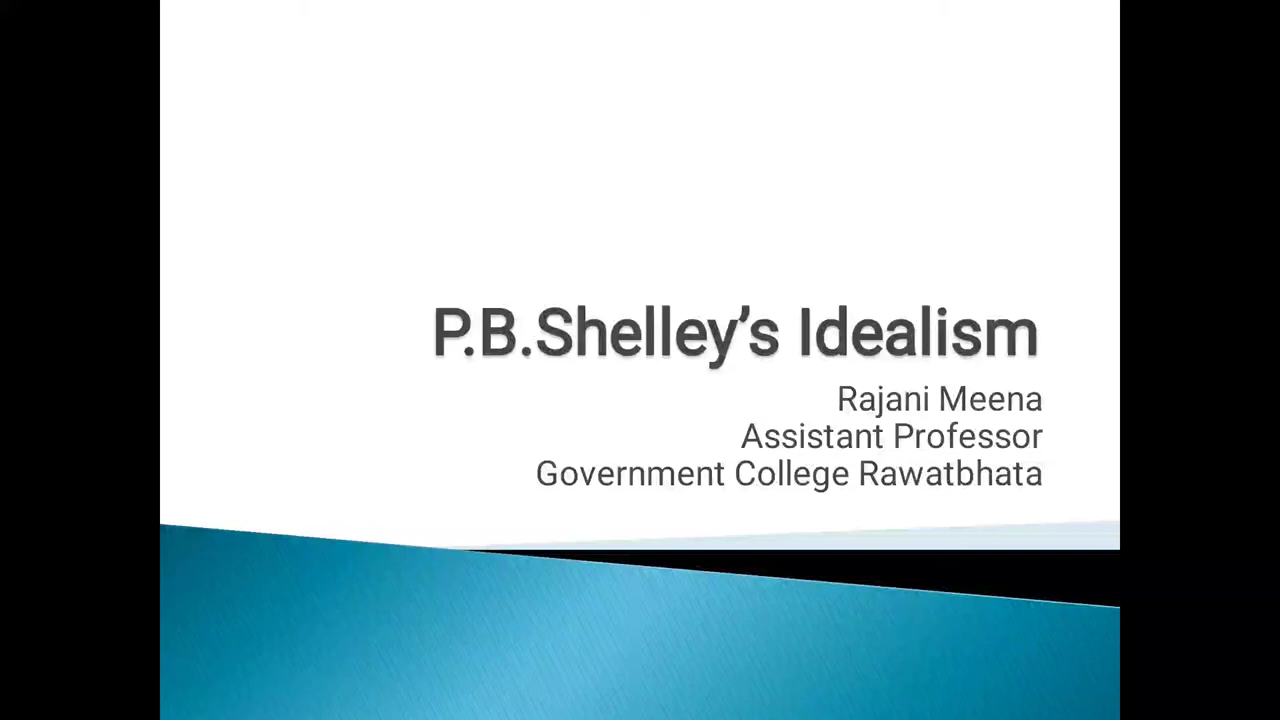 P.B.Shelley’s Idealism
Rajani Meena
Assistant Professor
Government College Rawatbhata